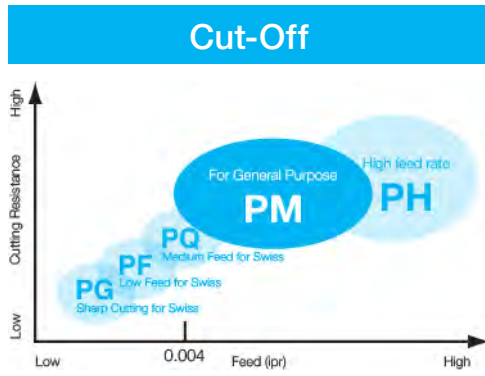 Cut-Off
High
Cutting Resistance
Low
High feed rate
PH
For General Purpose
PM
PQ
Medium Feed for Swiss
PF
Low Feed for Swiss
PG
Sharp Cutting for Swiss
Low
0.004
Feed (ipr)
High